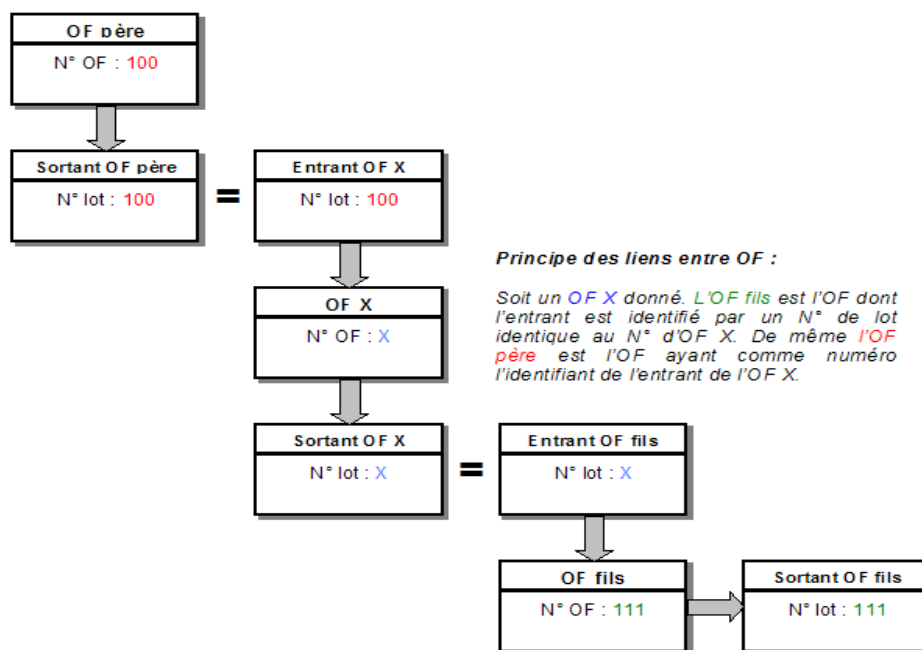 OF père
N° OF : 100
Sortant OF père
N° lot : 100
=
Entrant OF X
N° lot : 100
OF X
N° OF : X
Sortant OF X
N° lot : X
=
Entrant OF fils
N° lot : X
OF fils
N° OF : 111
Sortant OF fils
N° lot : 111
Principe des liens entre OF :
Soit un OF X donné. L'OF fils est l'OF dont
l'entrant est identifié par un N° de lot
identique au N° d'OF X. De même l'OF
père est l'OF ayant comme numéro
l'identifiant de l'entrant de l'OF X.